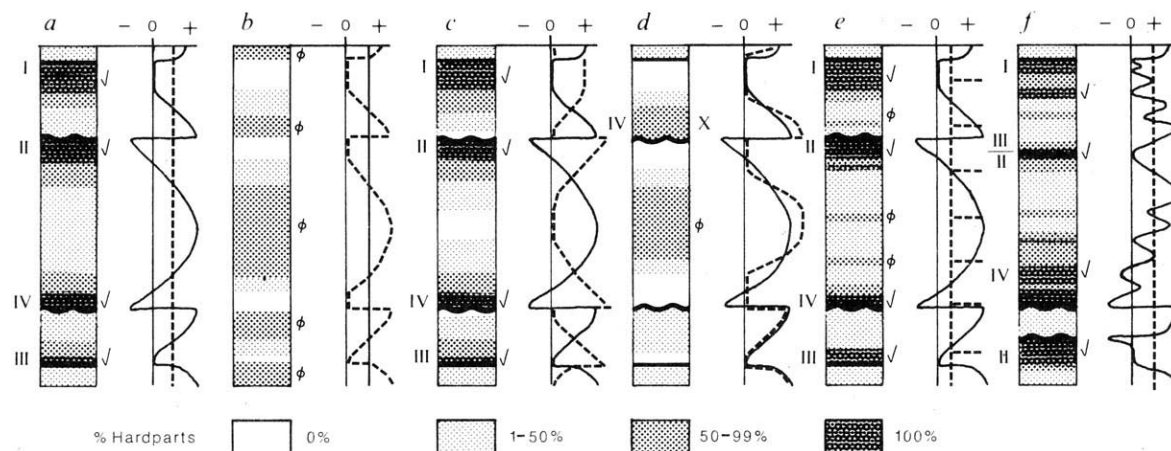 a − 0 + b 0 + c − 0 + d − 0 + e − 0 + f − 0 +
I √ φ I √ I √ I √
φ IV X φ √
II √ II √ II √ III √
II
φ φ φ
φ
IV √ IV √ IV √ IV √
φ
III √ III √ III √ II √
φ
% Hardparts 0% 1–50% 50–99% 100%